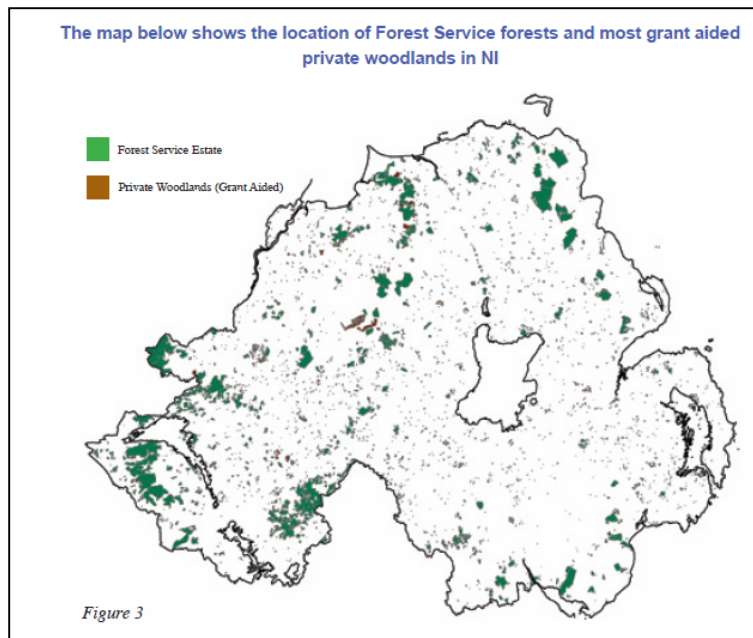 The map below shows the location of Forest Service forests and most grant aided
private woodlands in NI
Forest Service Estate
Private Woodlands (Grant Aided)
Figure 3